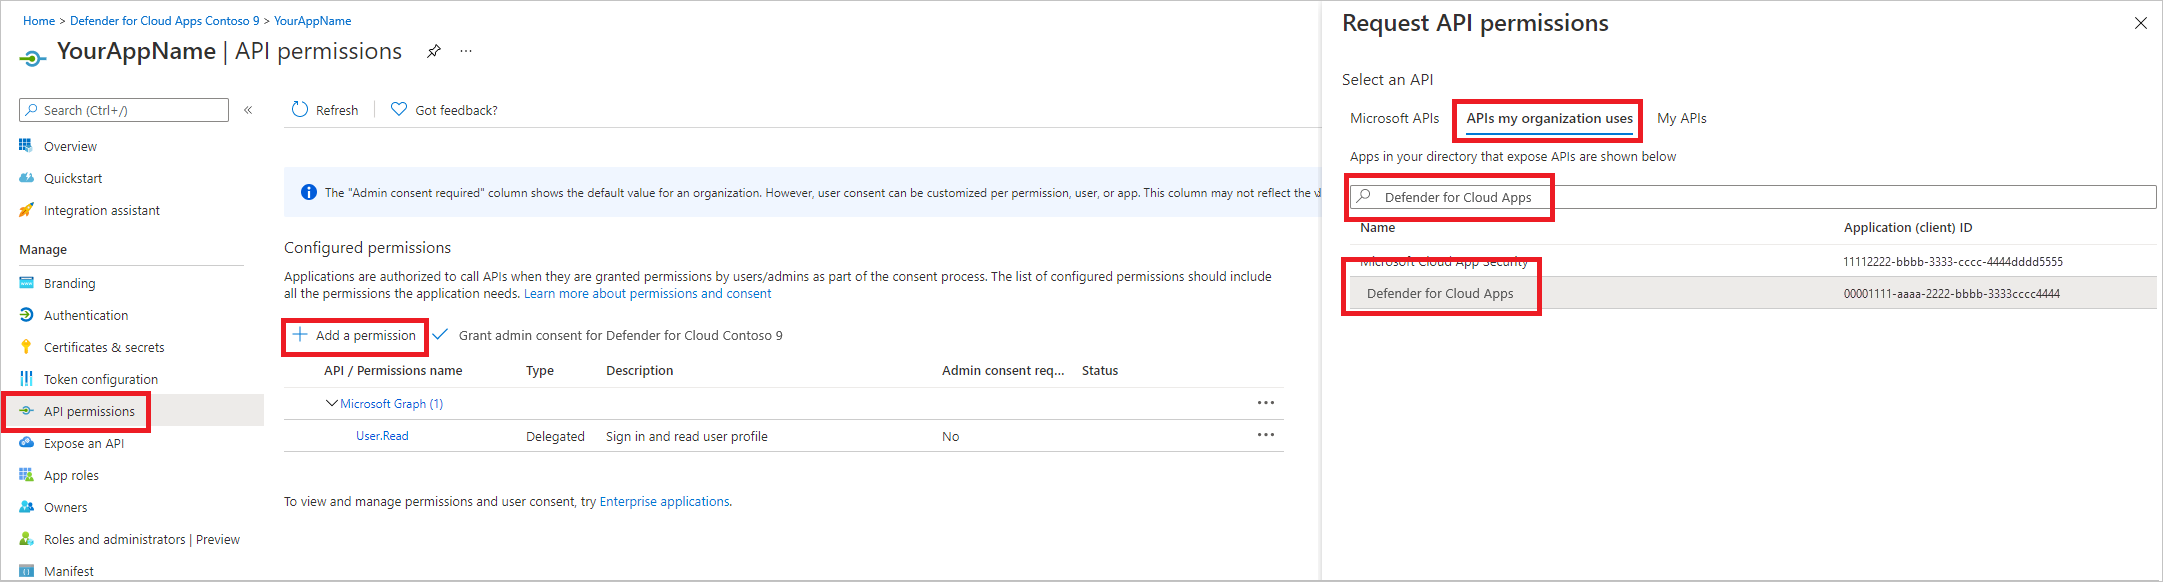 Home > Defender for Cloud Apps Contoso 9 > YourAppName
YourAppName | API permissions
Search (Ctrl+/)
Overview
Quickstart
Integration assistant
Manage
Branding
Authentication
Certificates & secrets
Token configuration
API permissions
Expose an API
App roles
Owners
Roles and administrators | Preview
Manifest
Refresh
Got feedback?
The "Admin consent required" column shows the default value for an organization. However, user consent can be customized per permission, user, or app. This column may not reflect the
Configured permissions
Applications are authorized to call APIs when they are granted permissions by users/admins as part of the consent process. The list of configured permissions should include
all the permissions the application needs. Learn more about permissions and consent
Add a permission
Grant admin consent for Defender for Cloud Contoso 9
API / Permissions name Type Description Admin consent req... Status
Microsoft Graph (1)
User.Read Delegated Sign in and read user profile No
To view and manage permissions and user consent, try Enterprise applications.
Request API permissions
Select an API
Microsoft APIs APIs my organization uses My APIs
Apps in your directory that expose APIs are shown below
Defender for Cloud Apps
Name Application (client) ID
Microsoft Cloud App Security 11112222-bbbb-3333-cccc-4444dddd5555
Defender for Cloud Apps 00001111-aaaa-2222-bbbb-3333cccc4444